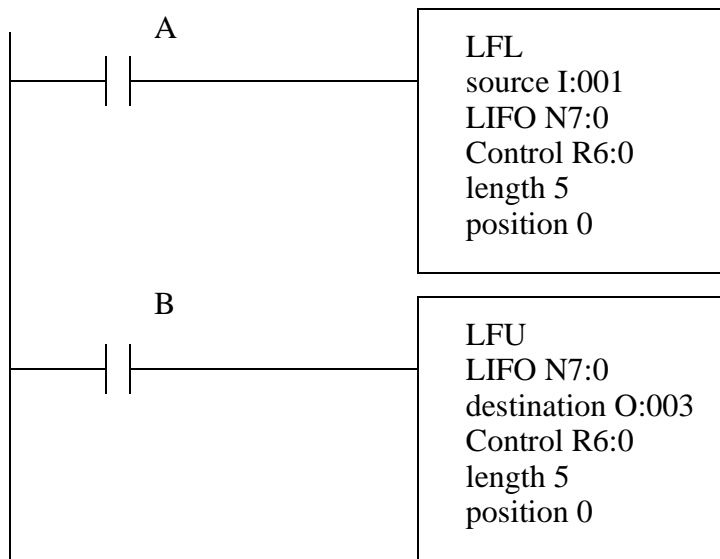 A
LFL
source I:001
LIFO N7:0
Control R6:0
length 5
position 0
B
LFU
LIFO N7:0
destination O:003
Control R6:0
length 5
position 0